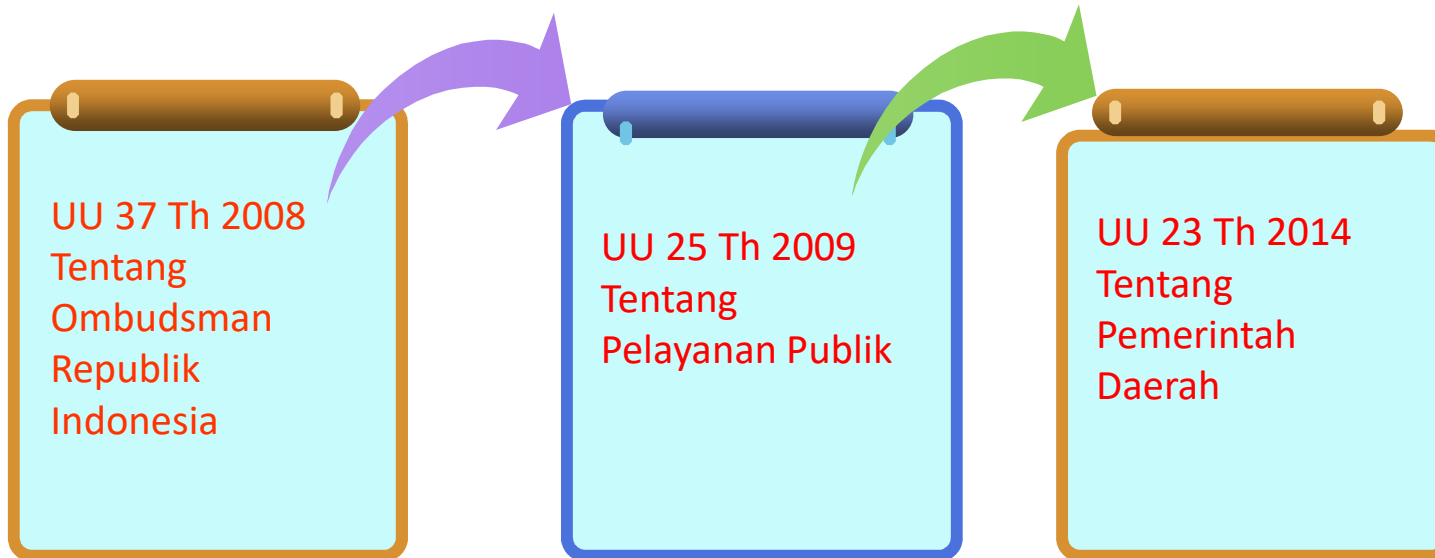 UU 37 Th 2008
Tentang
Ombudsman
Republik
Indonesia
UU 25 Th 2009
Tentang
Pelayanan Publik
UU 23 Th 2014
Tentang
Pemerintah
Daerah